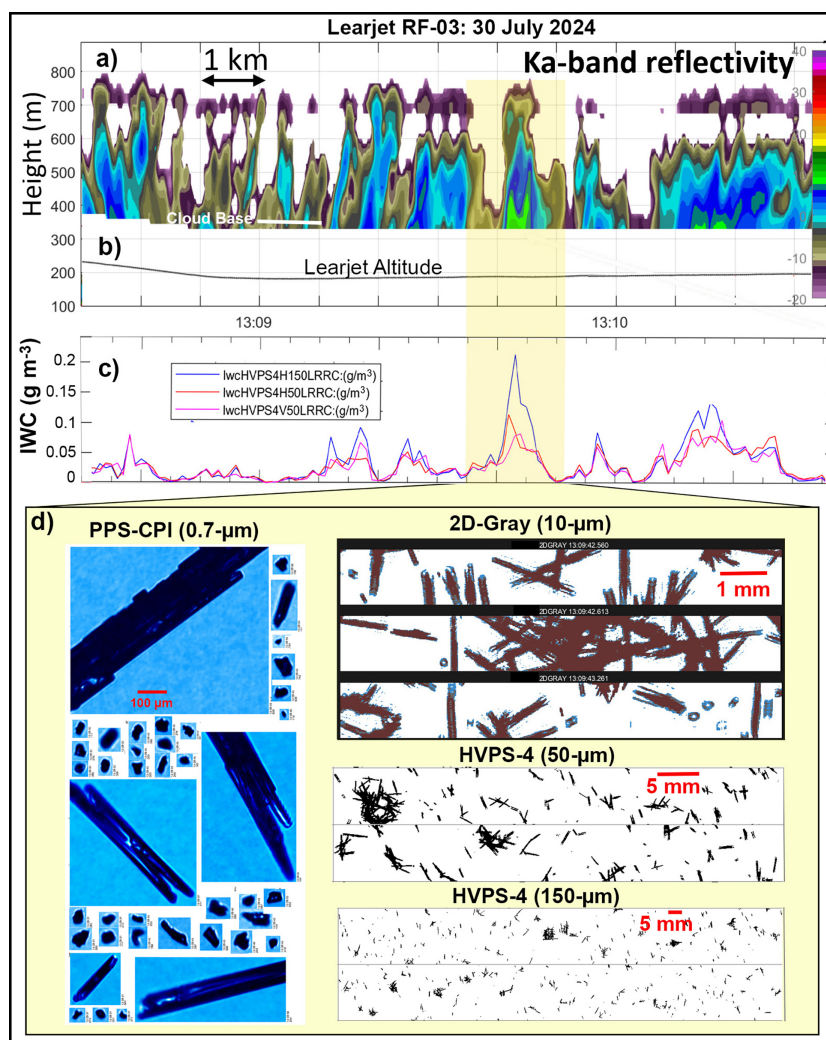 Learjet RF-03: 30 July 2024
a)
1 km
Ka-band reflectivity
40
30
20
-10
-20
800
700
600
500
400
300
200
100
Height (m)
Cloud Base
b)
Learjet Altitude
13:09
13:10
c)
IWC (g m-3)
0.2
0.15
0.1
0.05
0
IwcHVPS4H150LRRC:(g/m³)
IwcHVPS4H50LRRC:(g/m³)
IwcHVPS4V50LRRC:(g/m³)
d)
PPS-CPI (0.7-µm)
100 µm
2D-Gray (10-µm)
2DGRAY 13:09:42.560
1 mm
2DGRAY 13:09:42.613
2DGRAY 13:09:43.261
HVPS-4 (50-µm)
5 mm
HVPS-4 (150-µm)
5 mm